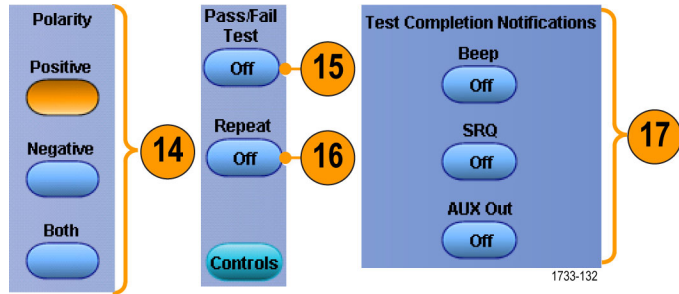 Polarity
Positive
Negative
Both
14
Pass/Fail
Test
Off
15
Repeat
Off
16
Controls
Test Completion Notifications
Beep
Off
SRQ
Off
AUX Out
Off
17
1733-132